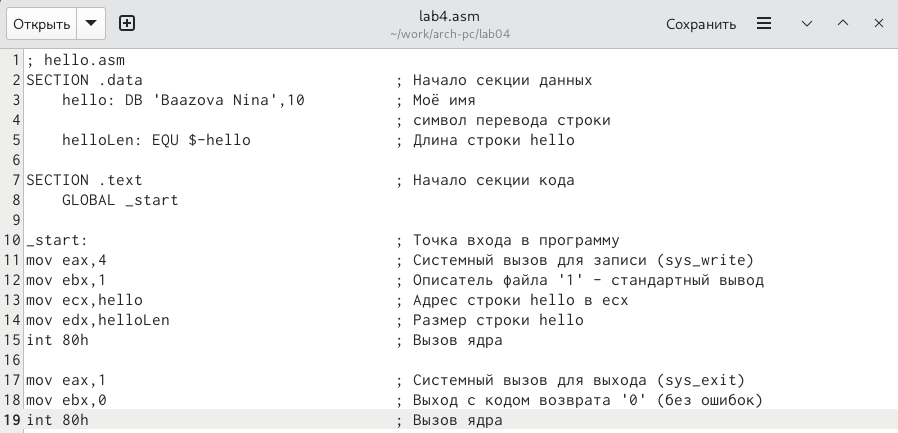 Открыть
lab4.asm
~/work/arch-pc/lab04
Сохранить
1 ; hello.asm
2 SECTION .data ; Начало секции данных
3 hello: DB 'Baazova Nina',10 ; Моё имя
4 ; символ перевода строки
5 helloLen: EQU $-hello ; Длина строки hello
6
7 SECTION .text ; Начало секции кода
8 GLOBAL _start
9
10 _start: ; Точка входа в программу
11 mov eax,4 ; Системный вызов для записи (sys_write)
12 mov ebx,1 ; Описатель файла '1' - стандартный вывод
13 mov ecx,hello ; Адрес строки hello в ecx
14 mov edx,helloLen ; Размер строки hello
15 int 80h ; Вызов ядра
16
17 mov eax,1 ; Системный вызов для выхода (sys_exit)
18 mov ebx,0 ; Выход с кодом возврата '0' (без ошибок)
19 int 80h ; Вызов ядра